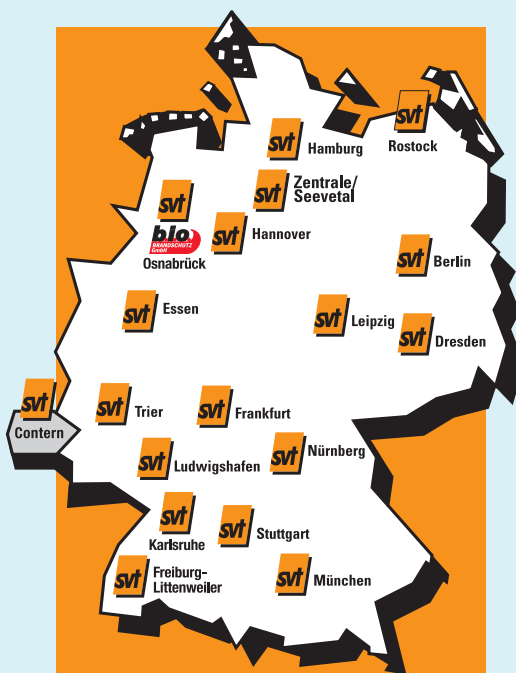 svt
Hamburg
svt
Rostock
svt
Zentrale/
Seevetal
svt
bio
BRANDSCHUTZ
GmbH
Osnabrück
svt
Hannover
svt
Berlin
svt
Essen
svt
Leipzig
svt
Dresden
svt
Contern
svt
Trier
svt
Frankfurt
svt
Ludwigshafen
svt
Nürnberg
svt
Karlsruhe
svt
Stuttgart
svt
Freiburg-
Littenweiler
svt
München